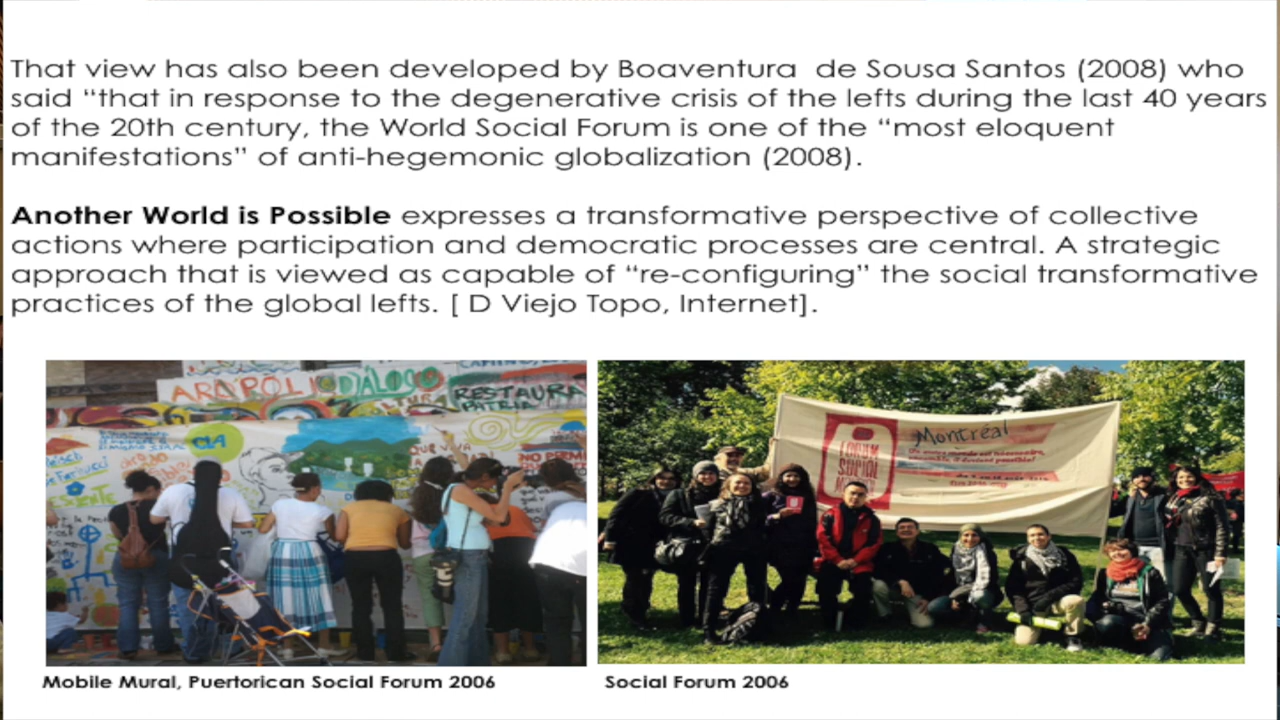 That view has also been developed by Boaventura de Sousa Santos (2008) who
said “that in response to the degenerative crisis of the lefts during the last 40 years
of the 20th century, the World Social Forum is one of the “most eloquent
manifestations” of anti-hegemonic globalization (2008).
Another World is Possible expresses a transformative perspective of collective
actions where participation and democratic processes are central. A strategic
approach that is viewed as capable of “re-configuring” the social transformative
practices of the global lefts. [ D Viejo Topo, Internet].
DIÁLOGO
RESTAURA
PATRIA
CIA
Montréal
FORUM
SOCIAL
Mobile Mural, Puertorican Social Forum 2006
Social Forum 2006